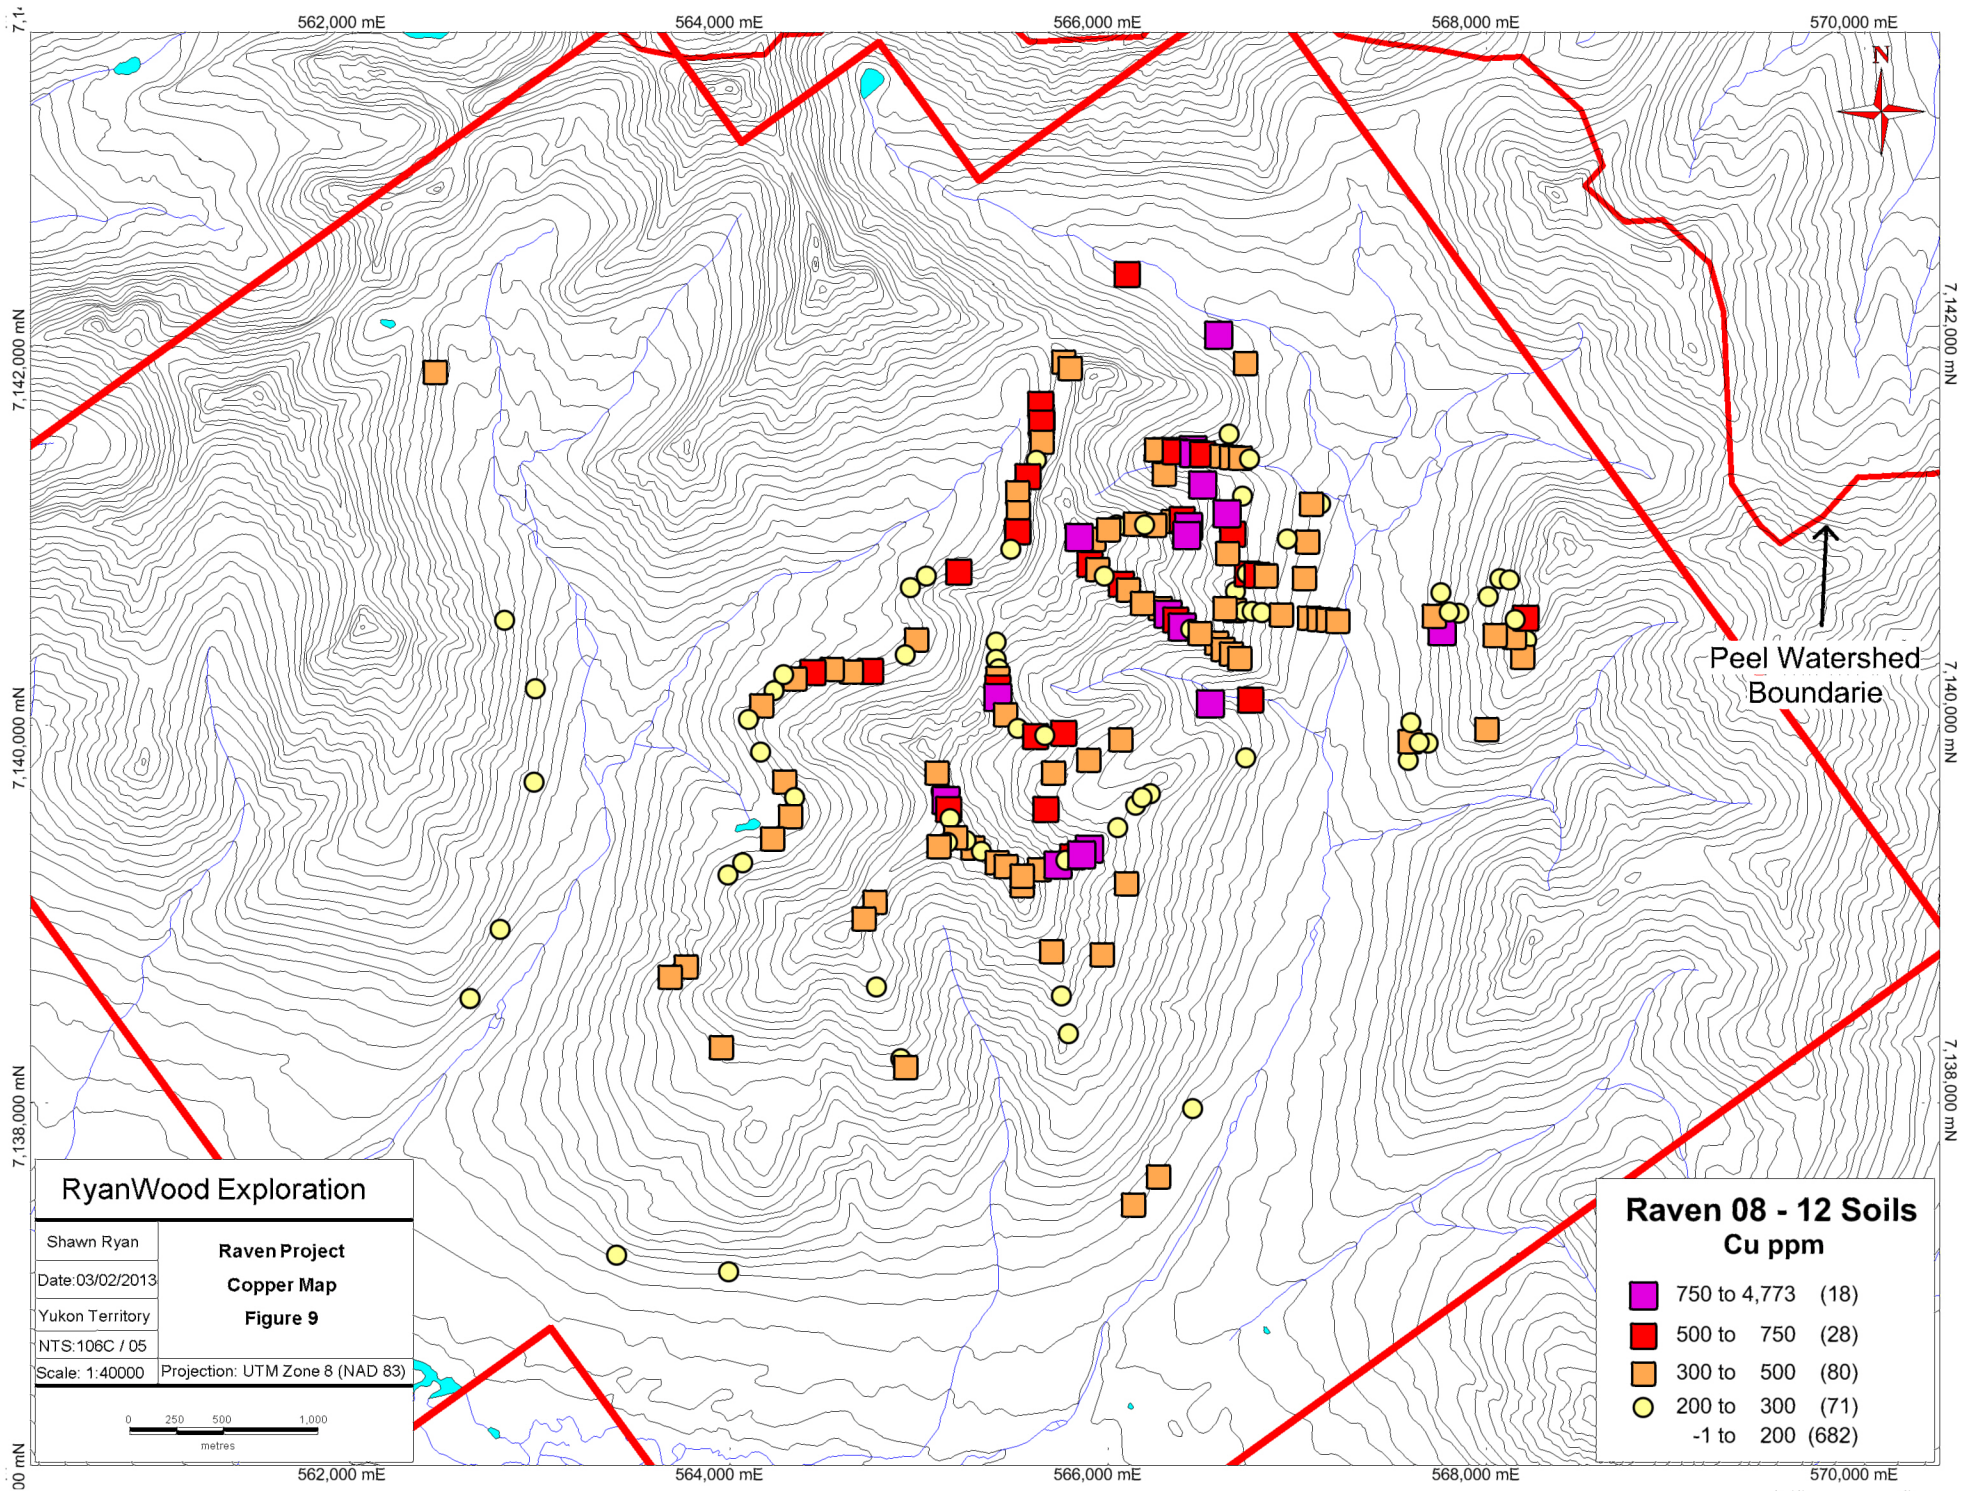 562,000 mE 564,000 mE 566,000 mE 568,000 mE 570,000 mE
N
7,142,000 mN
7,142,000 mN
Peel Watershed
Boundarie
7,140,000 mN
7,140,000 mN
7,138,000 mN
7,138,000 mN
RyanWood Exploration
Shawn Ryan
Date:03/02/2013
Yukon Territory
NTS:106C / 05
Scale: 1:40000
Raven Project
Copper Map
Figure 9
Projection: UTM Zone 8 (NAD 83)
0 250 500 1,000
metres
Raven 08 - 12 Soils
Cu ppm
750 to 4,773 (18)
500 to 750 (28)
300 to 500 (80)
200 to 300 (71)
-1 to 200 (682)
00 mN
562,000 mE 564,000 mE 566,000 mE 568,000 mE 570,000 mE